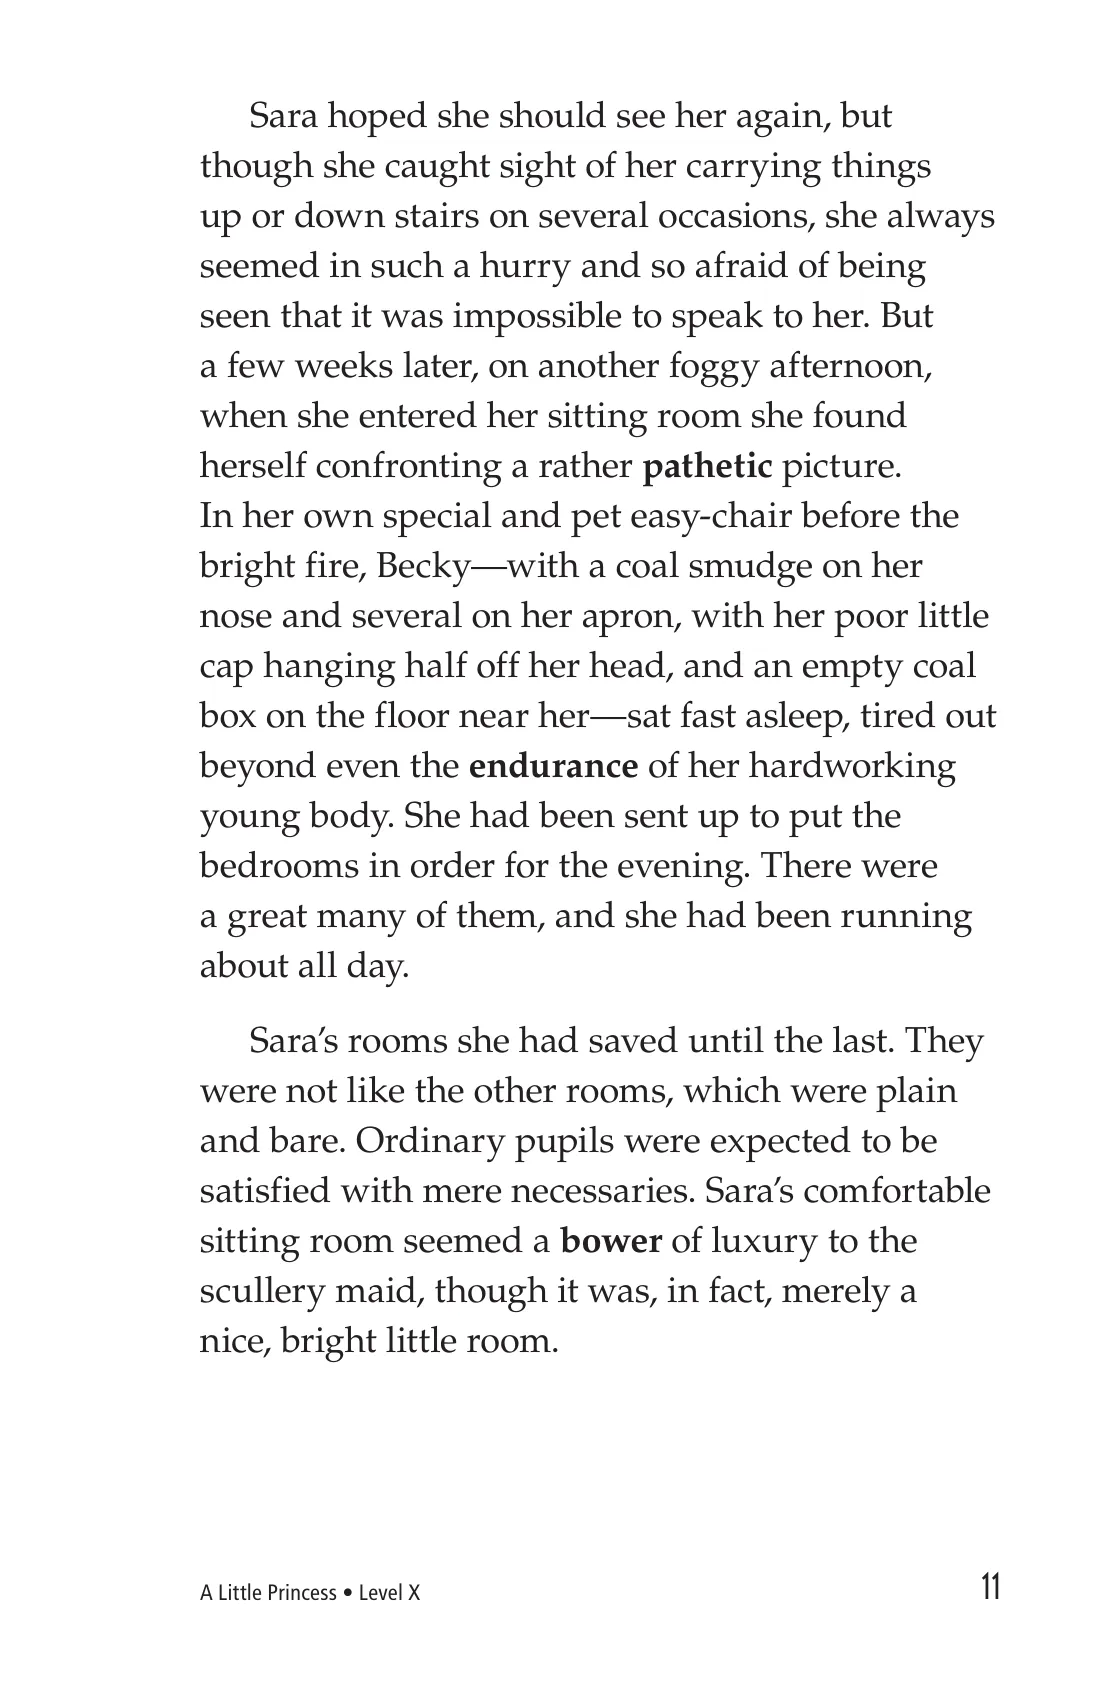 Sara hoped she should see her again, but
though she caught sight of her carrying things
up or down stairs on several occasions, she always
seemed in such a hurry and so afraid of being
seen that it was impossible to speak to her. But
a few weeks later, on another foggy afternoon,
when she entered her sitting room she found
herself confronting a rather pathetic picture.
In her own special and pet easy-chair before the
bright fire, Becky—with a coal smudge on her
nose and several on her apron, with her poor little
cap hanging half off her head, and an empty coal
box on the floor near her—sat fast asleep, tired out
beyond even the endurance of her hardworking
young body. She had been sent up to put the
bedrooms in order for the evening. There were
a great many of them, and she had been running
about all day.
Sara’s rooms she had saved until the last. They
were not like the other rooms, which were plain
and bare. Ordinary pupils were expected to be
satisfied with mere necessaries. Sara’s comfortable
sitting room seemed a bower of luxury to the
scullery maid, though it was, in fact, merely a
nice, bright little room.
A Little Princess • Level X
11